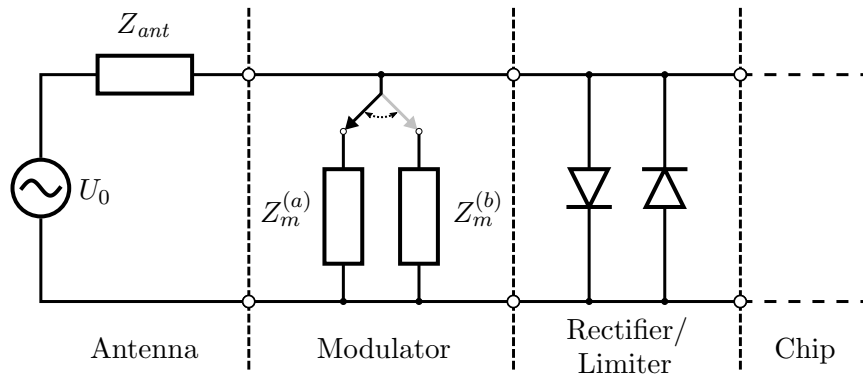 Z_ant
U_0
Z_m^(a)
Z_m^(b)
Antenna
Modulator
Rectifier/
Limiter
Chip